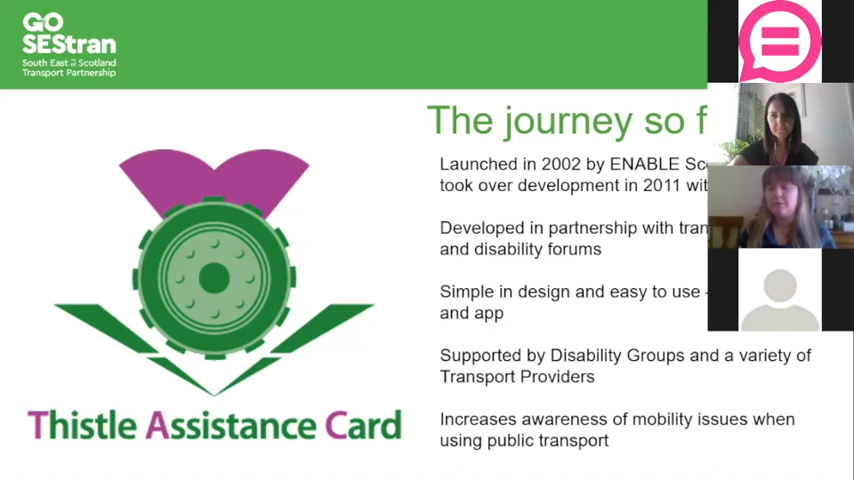 GO
SEStran
South East of Scotland
Transport Partnership
The journey so f
Launched in 2002 by ENABLE Sc
took over development in 2011 wit
Developed in partnership with tran
and disability forums
Simple in design and easy to use
and app
Supported by Disability Groups and a variety of
Transport Providers
Increases awareness of mobility issues when
using public transport
Thistle Assistance Card